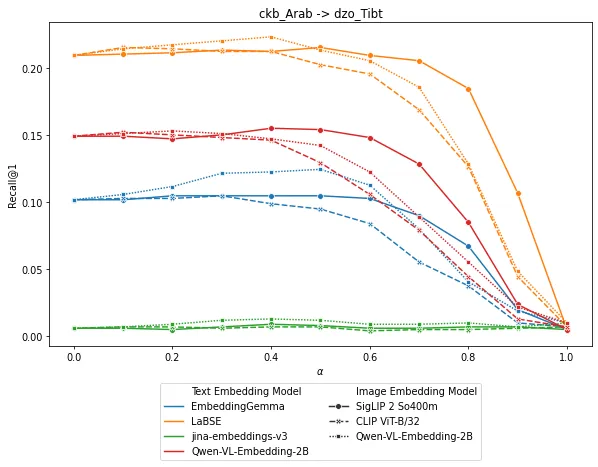 ckb_Arab -> dzo_Tibt
Recall@1
0.20
0.15
0.10
0.05
0.00
0.0 0.2 0.4 0.6 0.8 1.0
α
Text Embedding Model
EmbeddingGemma
LaBSE
jina-embeddings-v3
Qwen-VL-Embedding-2B
Image Embedding Model
SigLIP 2 So400m
CLIP ViT-B/32
Qwen-VL-Embedding-2B